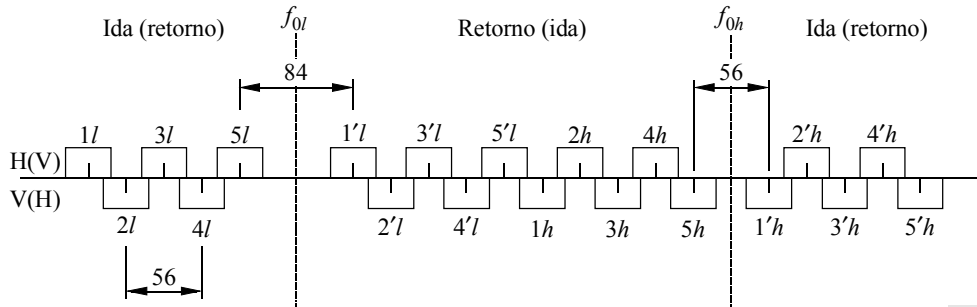 Ida (retorno) f0l Retorno (ida) f0h Ida (retorno)
84 56
1l 3l 5l 1'l 3'l 5'l 2h 4h 2'h 4'h
H(V)
V(H)
2l 4l 2'l 4'l 1h 3h 5h 1'h 3'h 5'h
56